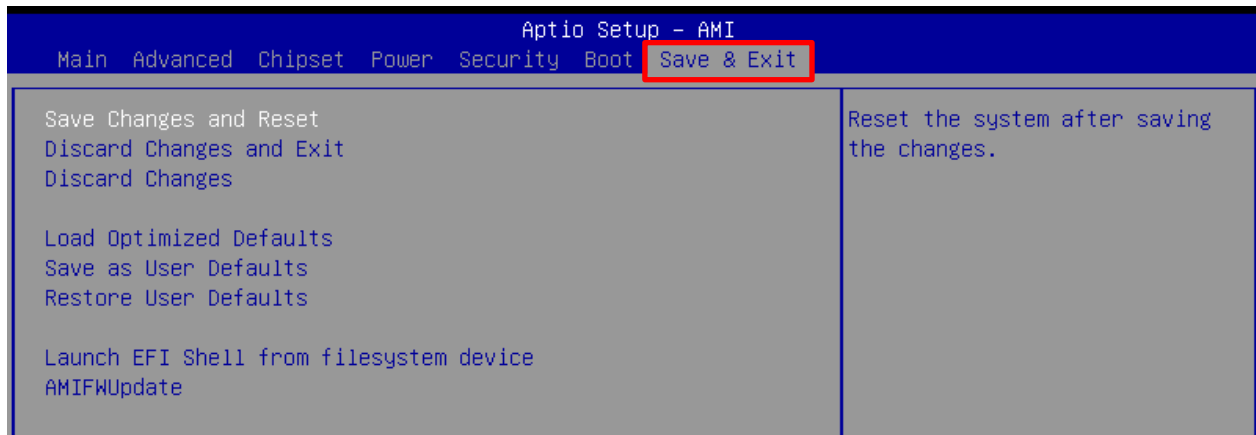 Aptio Setup – AMI
Main Advanced Chipset Power Security Boot Save & Exit
Save Changes and Reset
Discard Changes and Exit
Discard Changes
Load Optimized Defaults
Save as User Defaults
Restore User Defaults
Launch EFI Shell from filesystem device
AMIFWUpdate
Reset the system after saving
the changes.